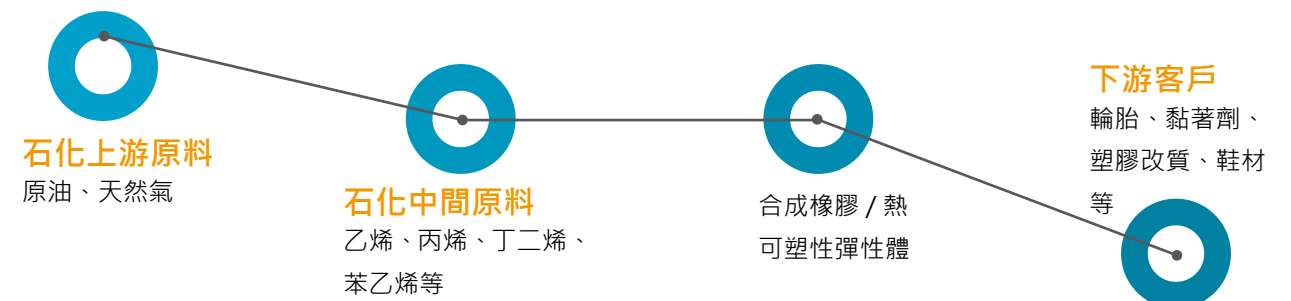 石化上游原料
原油、天然氣
石化中間原料
乙烯、丙烯、丁二烯、
苯乙烯等
合成橡膠 / 熱
可塑性彈性體
下游客戶
輪胎、黏著劑、
塑膠改質、鞋材
等